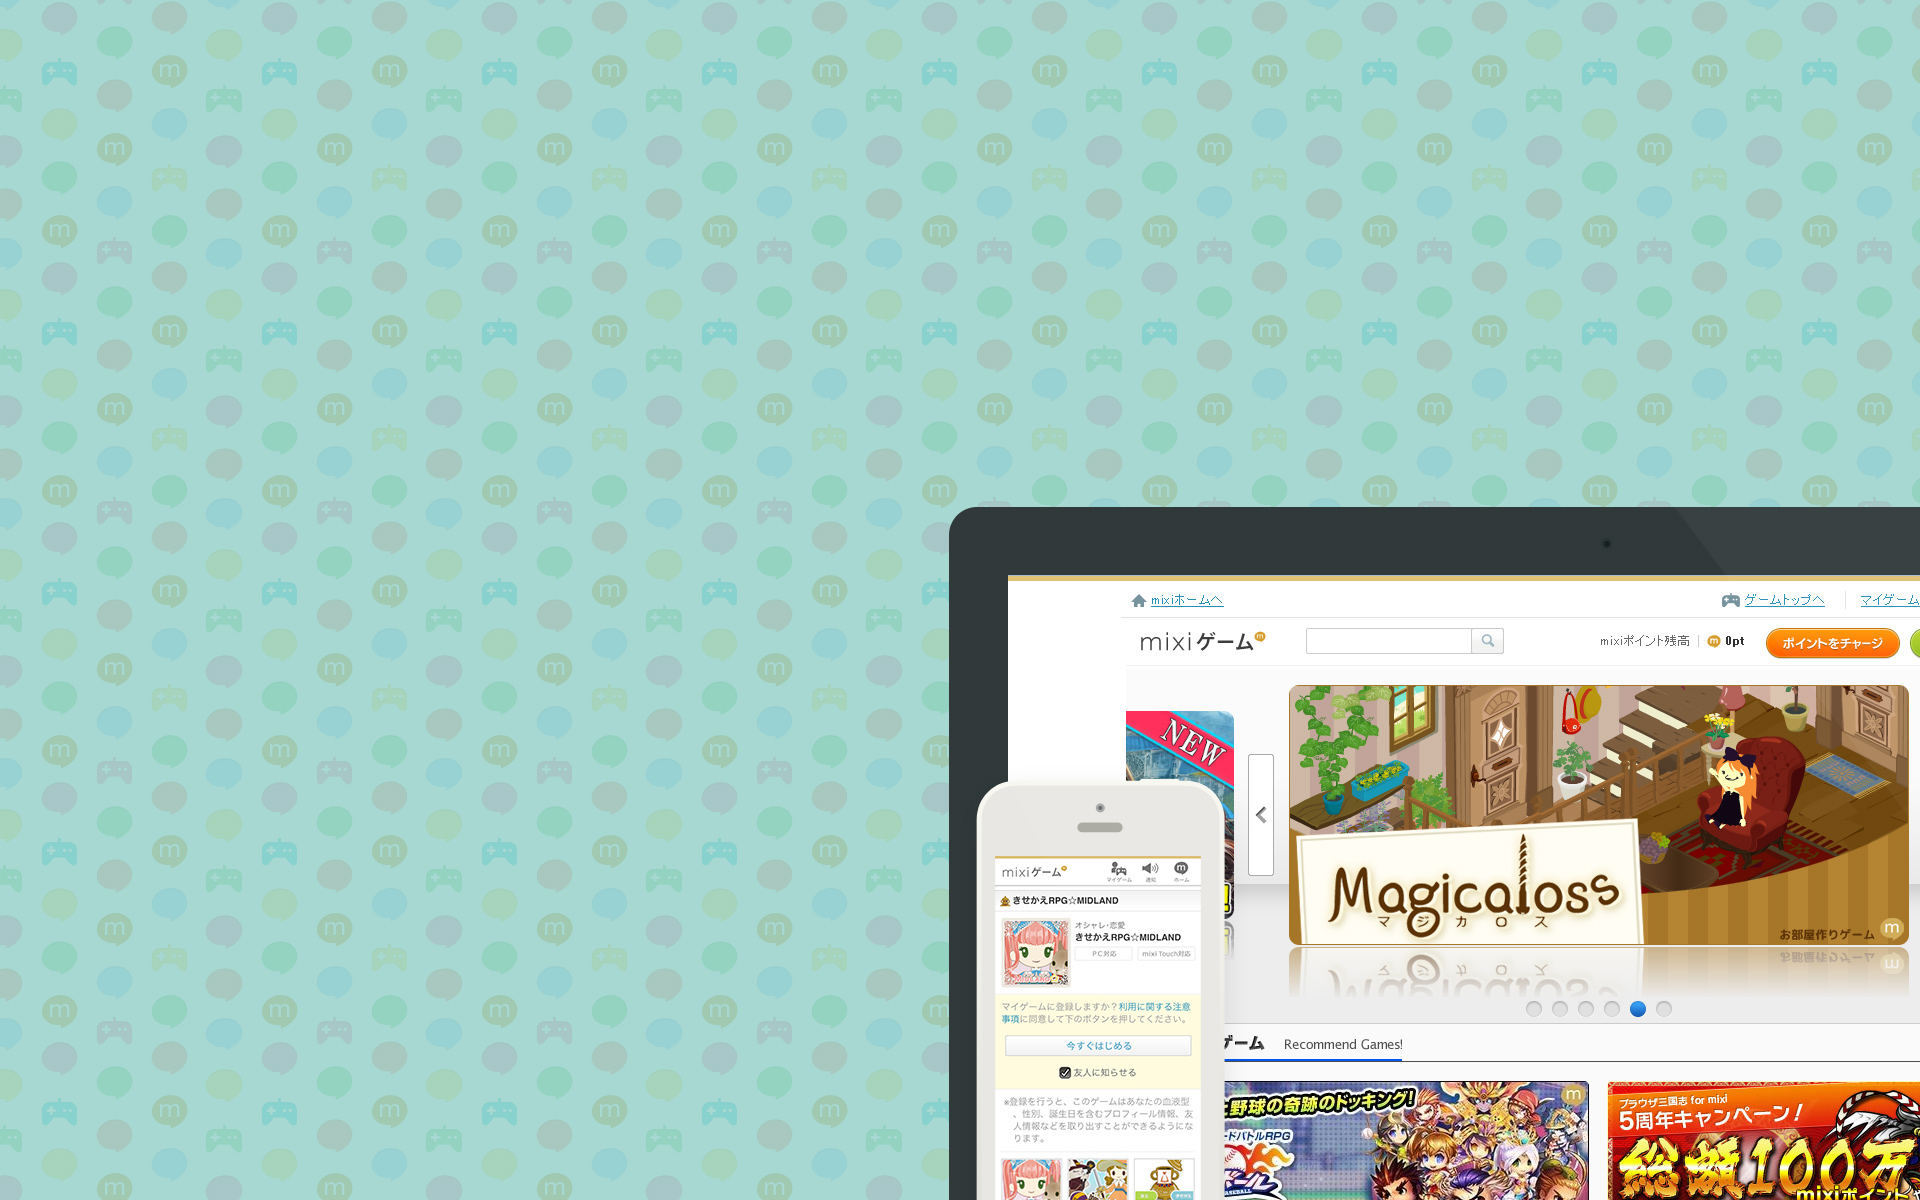 mixiホームへ
ゲームトップへ
マイゲーム
mixiゲーム
mixiポイント残高
0pt
ポイントをチャージ
NEW
Magicaloss
マジカロス
お部屋作りゲーム
ゲーム
Recommend Games!
と野球の奇跡のドッキング!
ードバトルRPG
ール
BASEBALL
ブラウザ三国志 for mixi
5周年キャンペーン!
総額100万
mixiポイント
mixiゲーム
マイゲーム
通知
ホーム
きせかえRPG☆MIDLAND
オシャレ・恋愛
きせかえRPG☆MIDLAND
PC対応
mixi Touch対応
マイゲームに登録しますか？利用に関する注意
事項に同意して下のボタンを押してください。
今すぐはじめる
友人に知らせる
※登録を行うと、このゲームはあなたの血液型
、性別、誕生日を含むプロフィール情報、友
人情報などを取り出すことができるようにな
ります。